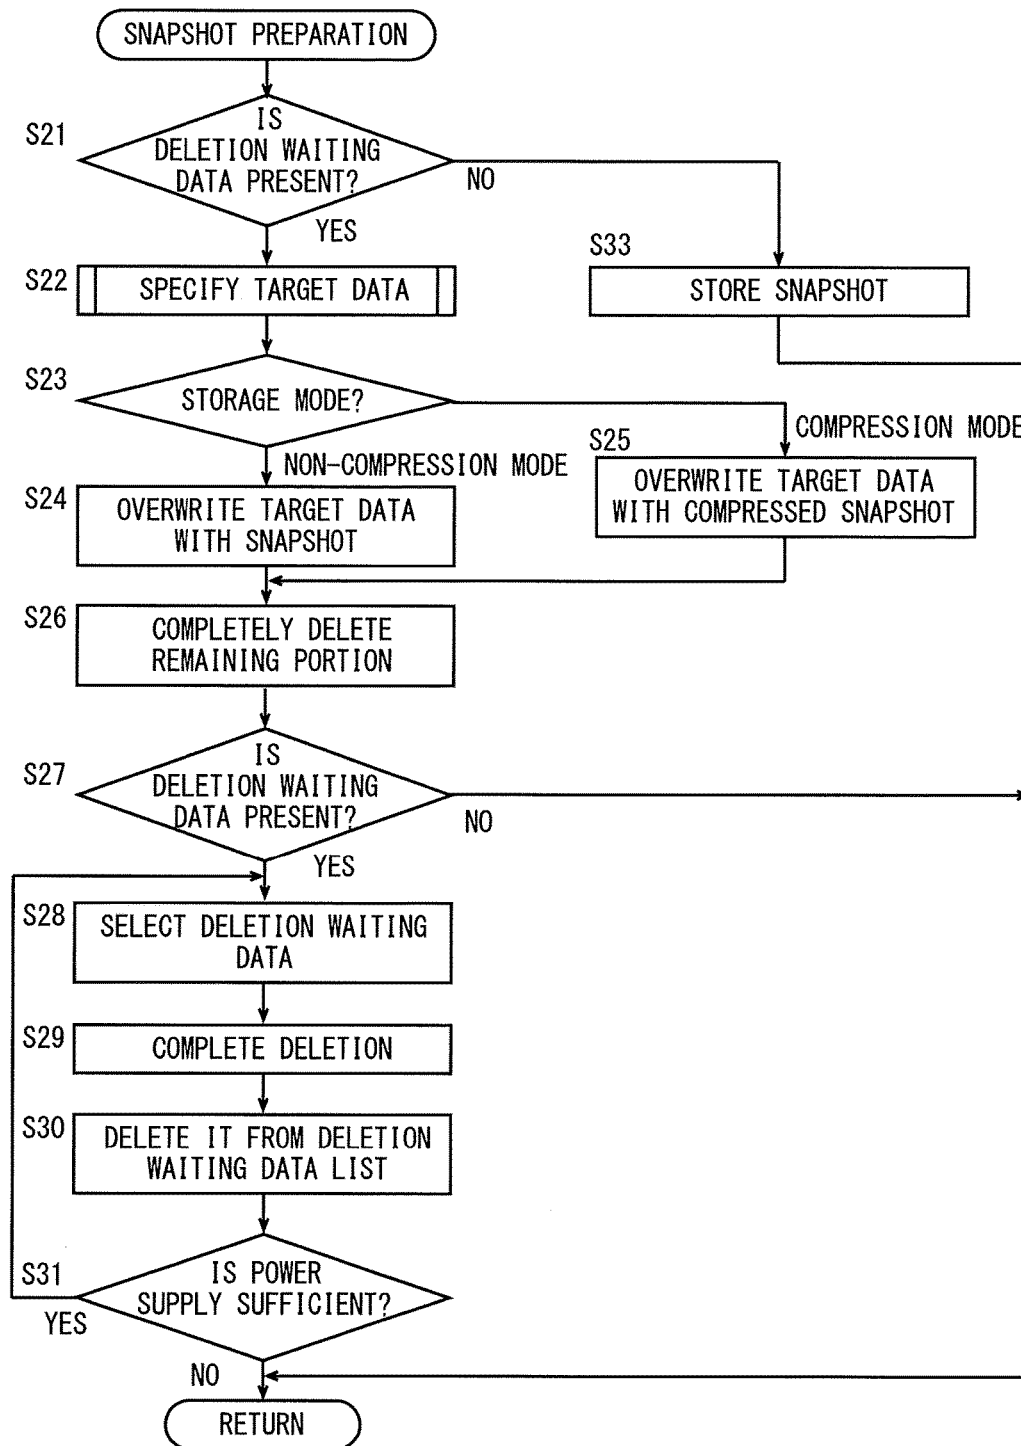 SNAPSHOT PREPARATION
S21
IS
DELETION WAITING
DATA PRESENT?
NO
YES
S22
SPECIFY TARGET DATA
S33
STORE SNAPSHOT
S23
STORAGE MODE?
COMPRESSION MODE
NON-COMPRESSION MODE
S24
OVERWRITE TARGET DATA
WITH SNAPSHOT
S25
OVERWRITE TARGET DATA
WITH COMPRESSED SNAPSHOT
S26
COMPLETELY DELETE
REMAINING PORTION
S27
IS
DELETION WAITING
DATA PRESENT?
NO
YES
S28
SELECT DELETION WAITING
DATA
S29
COMPLETE DELETION
S30
DELETE IT FROM DELETION
WAITING DATA LIST
S31
IS POWER
SUPPLY SUFFICIENT?
YES
NO
RETURN